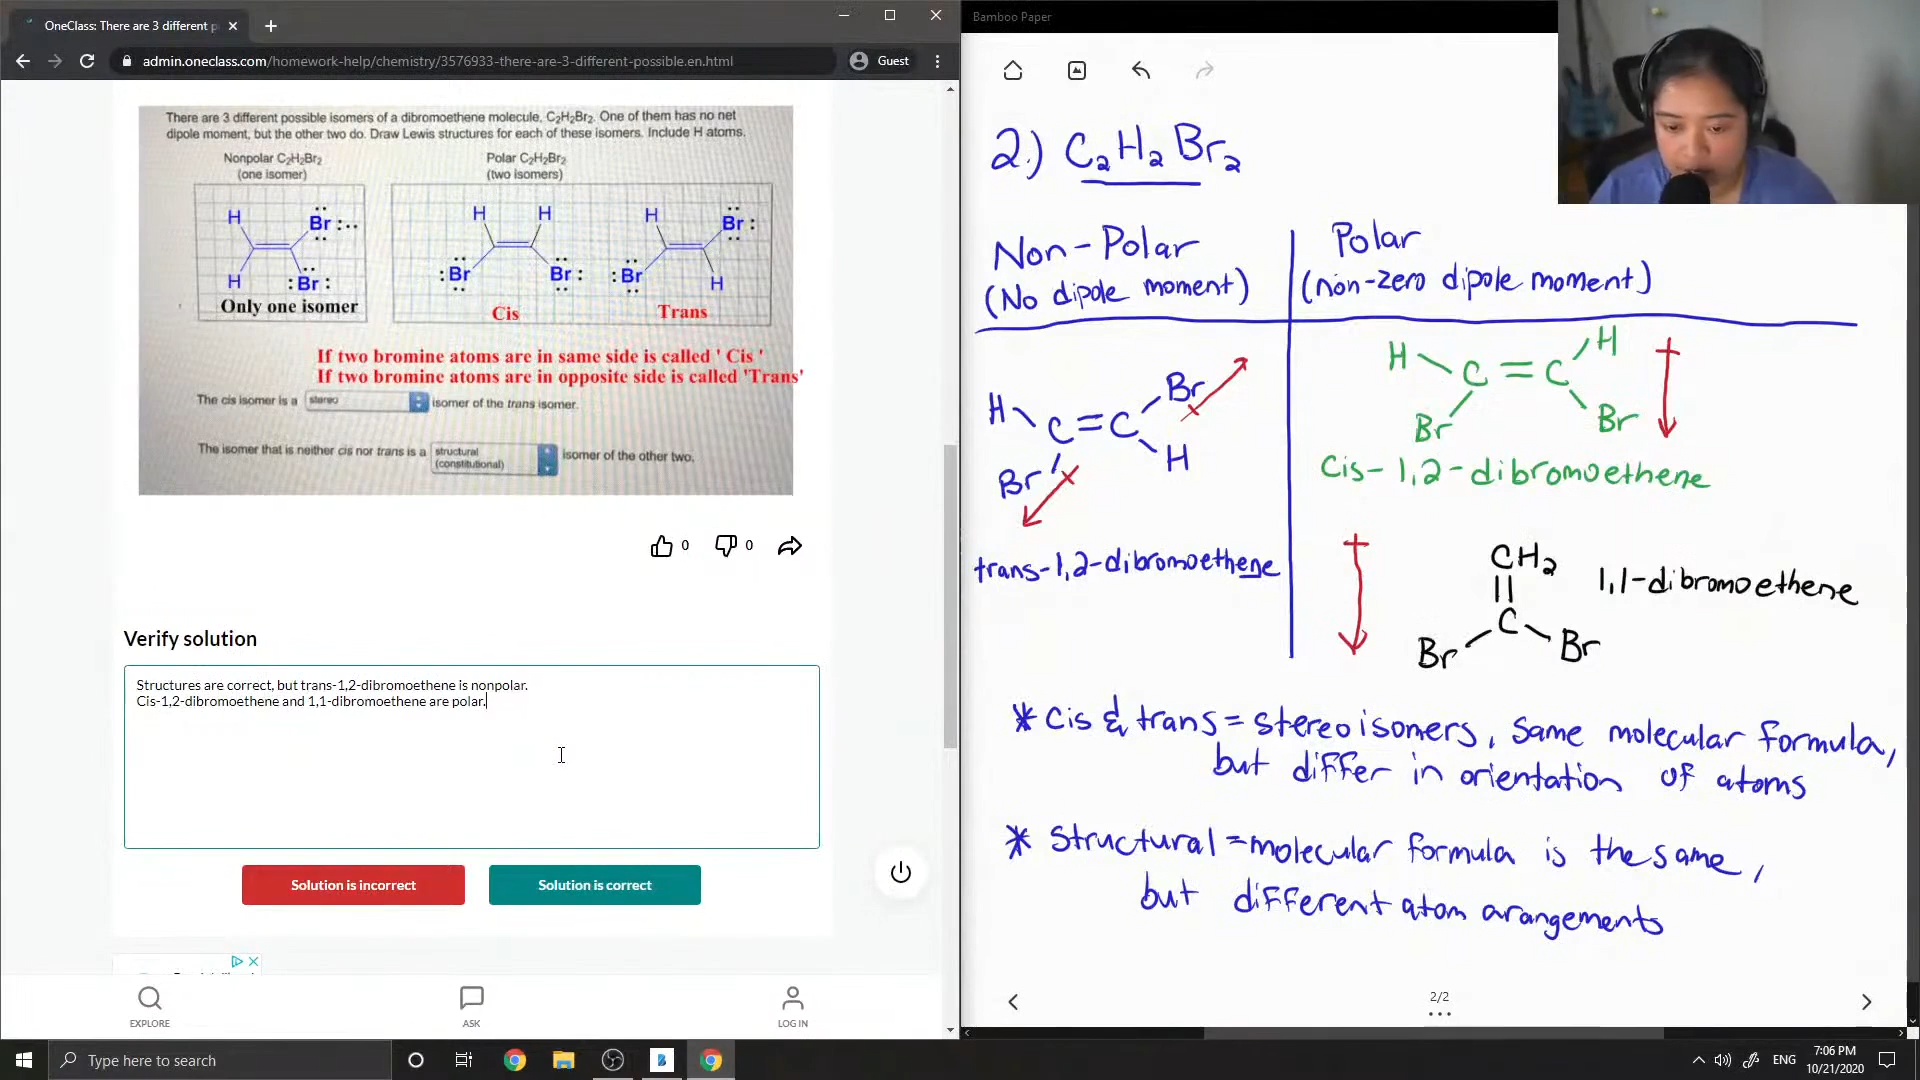 OneClass: There are 3 different p
admin.oneclass.com/homework-help/chemistry/3576933-there-are-3-different-possible.en.html
Guest
There are 3 different possible isomers of a dibromoethene molecule, C₂H₂Br₂. One of them has no net
dipole moment, but the other two do. Draw Lewis structures for each of these isomers. Include H atoms.
Nonpolar C₂H₂Br₂
(one isomer)
Polar C₂H₂Br₂
(two isomers)
H
Br
H
Br
Only one isomer
H H
Br Br
Cis
H
Br
Br
H
Trans
If two bromine atoms are in same side is called ' Cis '
If two bromine atoms are in opposite side is called 'Trans'
The cis isomer is a stereo isomer of the trans isomer.
The isomer that is neither cis nor trans is a structural (constitutional) isomer of the other two.
0 0
Verify solution
Structures are correct, but trans-1,2-dibromoethene is nonpolar.
Cis-1,2-dibromoethene and 1,1-dibromoethene are polar.
Solution is incorrect
Solution is correct
EXPLORE
ASK
LOG IN
Bamboo Paper
2.) C₂H₂Br₂
Non-Polar
(No dipole moment)
Polar
(non-zero dipole moment)
H Br
C=C
Br H
trans-1,2-dibromoethene
H H
C=C
Br Br
Cis-1,2-dibromoethene
CH₂
||
C
Br Br
1,1-dibromoethene
* Cis & trans = stereoisomers, same molecular formula,
but differ in orientation of atoms
* Structural = molecular formula is the same,
but different atom arangements
2/2
Type here to search
ENG
7:06 PM
10/21/2020